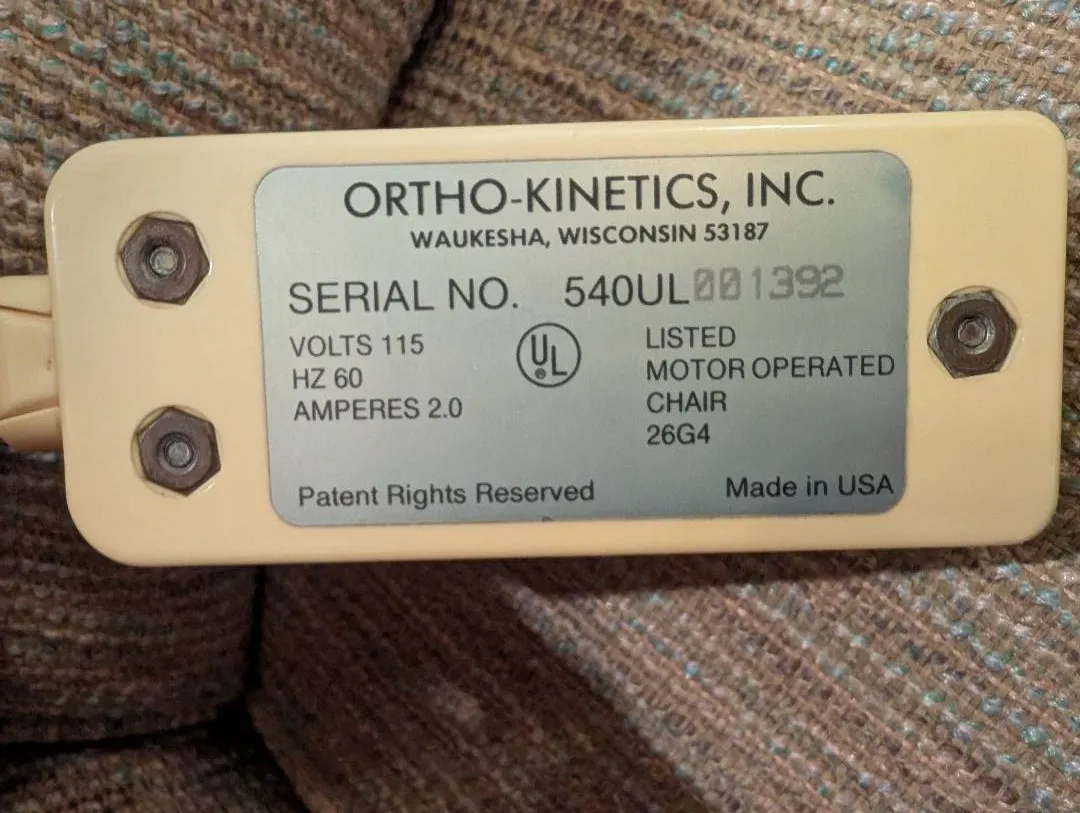 ORTHO-KINETICS, INC.
WAUKESHA, WISCONSIN 53187
SERIAL NO. 540UL001392
VOLTS 115
HZ 60
AMPERES 2.0
UL
LISTED
MOTOR OPERATED
CHAIR
26G4
Patent Rights Reserved
Made in USA